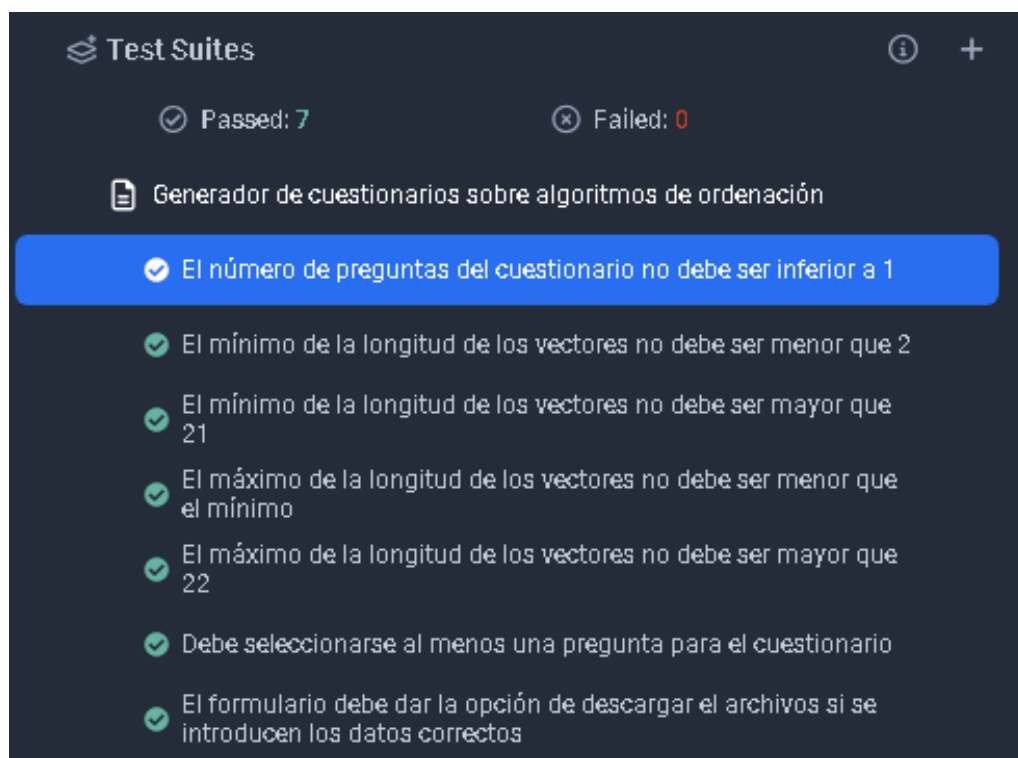 Test Suites
Passed: 7
Failed: 0
Generador de cuestionarios sobre algoritmos de ordenación
El número de preguntas del cuestionario no debe ser inferior a 1
El mínimo de la longitud de los vectores no debe ser menor que 2
El mínimo de la longitud de los vectores no debe ser mayor que
21
El máximo de la longitud de los vectores no debe ser menor que
el mínimo
El máximo de la longitud de los vectores no debe ser mayor que
22
Debe seleccionarse al menos una pregunta para el cuestionario
El formulario debe dar la opción de descargar el archivos si se
introducen los datos correctos